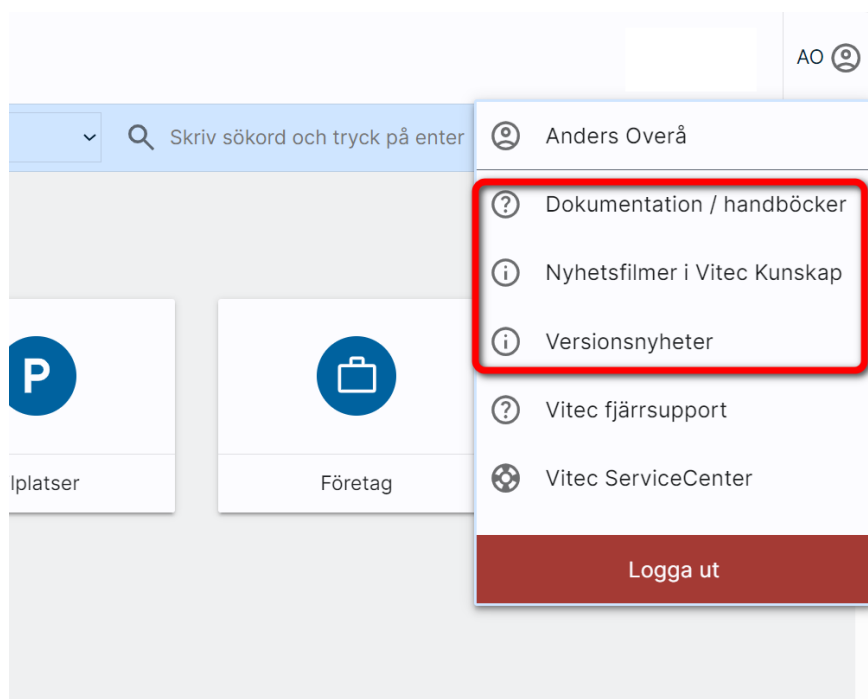 AO
Skriv sökord och tryck på enter
Anders Overå
Dokumentation / handböcker
Nyhetsfilmer i Vitec Kunskap
Versionsnyheter
Vitec fjärrsupport
Vitec ServiceCenter
Logga ut
P
lplatser
Företag